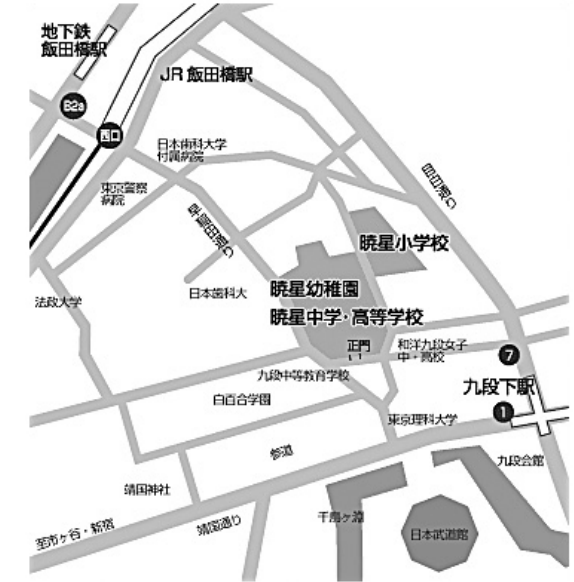 地下鉄
飯田橋駅
JR 飯田橋駅
B2a
西口
日本歯科大学
付属病院
東京警察
病院
早稲田通り
目白通り
暁星小学校
法政大学
日本歯科大
暁星幼稚園
暁星中学・高等学校
正門
和洋九段女子
中・高校
7
九段中等教育学校
九段下駅
白百合学園
1
東京理科大学
参道
九段会館
靖国神社
千鳥ヶ淵
至市ヶ谷・新宿
靖国通り
日本武道館